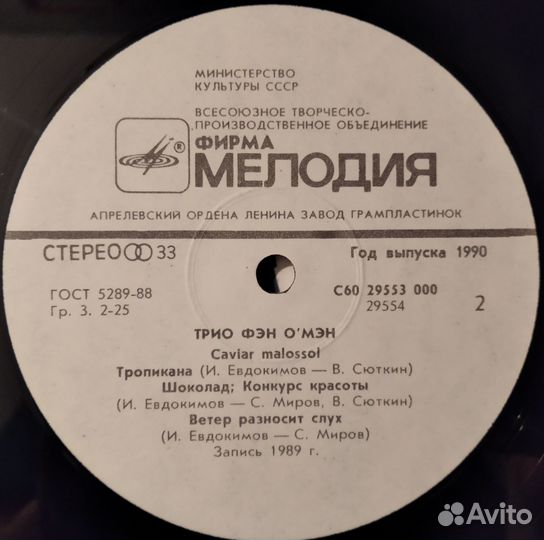 МИНИСТЕРСТВО
КУЛЬТУРЫ СССР
ВСЕСОЮЗНОЕ ТВОРЧЕСКО-
-ПРОИЗВОДСТВЕННОЕ ОБЪЕДИНЕНИЕ
®
ФИРМА
МЕЛОДИЯ
АПРЕЛЕВСКИЙ ОРДЕНА ЛЕНИНА ЗАВОД ГРАМПЛАСТИНОК
СТЕРЕО 33
Год выпуска 1990
ГОСТ 5289-88
Гр. 3. 2-25
С60 29553 000
29554
2
ТРИО ФЭН О'МЭН
Caviar malossol
Тропикана (И. Евдокимов — В. Сюткин)
Шоколад; Конкурс красоты
(И. Евдокимов — С. Миров, В. Сюткин)
Ветер разносит слух
(И. Евдокимов — С. Миров)
Запись 1989 г.
Avito